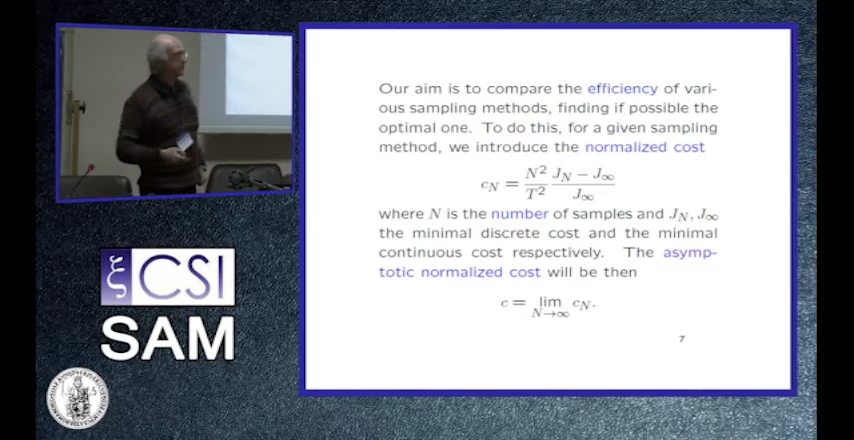 Our aim is to compare the efficiency of vari-
ous sampling methods, finding if possible the
optimal one. To do this, for a given sampling
method, we introduce the normalized cost
c_N = N²/T² (J_N − J_∞)/J_∞
where N is the number of samples and J_N, J_∞
the minimal discrete cost and the minimal
continuous cost respectively. The asymp-
totic normalized cost will be then
c = lim_{N→∞} c_N.
7
ξCSI
SAM